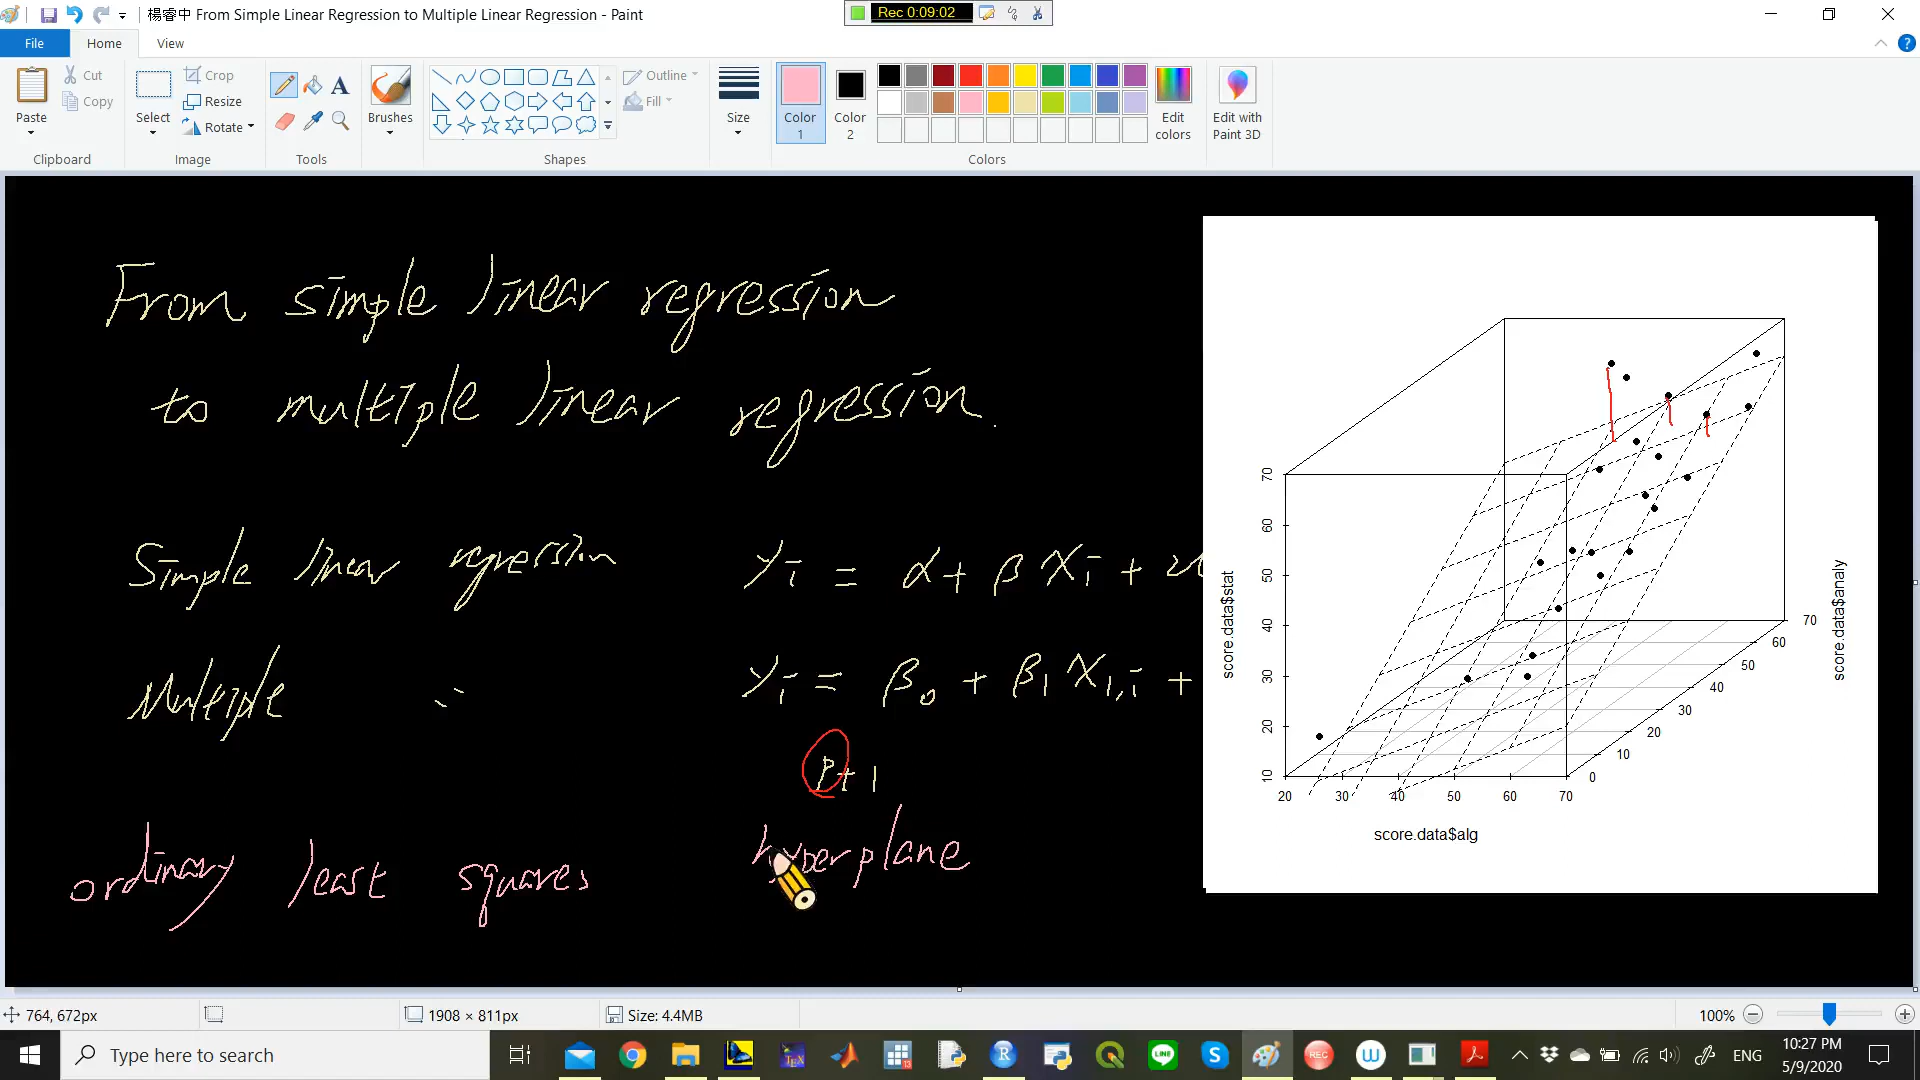 楊睿中 From Simple Linear Regression to Multiple Linear Regression - Paint
Rec 0:09:02
File Home View
Paste
Cut
Copy
Clipboard
Select
Crop
Resize
Rotate
Image
Tools
Brushes
Outline
Fill
Shapes
Size
Color 1
Color 2
Colors
Edit colors
Edit with Paint 3D
From simple linear regression
to multiple linear regression.
Simple linear regression yi = α + β Xi + u
Multiple 〃 yi = β0 + β1 X1,i +
P+1
ordinary least squares hyperplane
score.data$stat
70
60
50
40
30
20
10
20 30 40 50 60 70
score.data$alg
0
10
20
30
40
50
60
70
score.data$analy
764, 672px 1908 × 811px Size: 4.4MB 100%
Type here to search
ENG
10:27 PM
5/9/2020